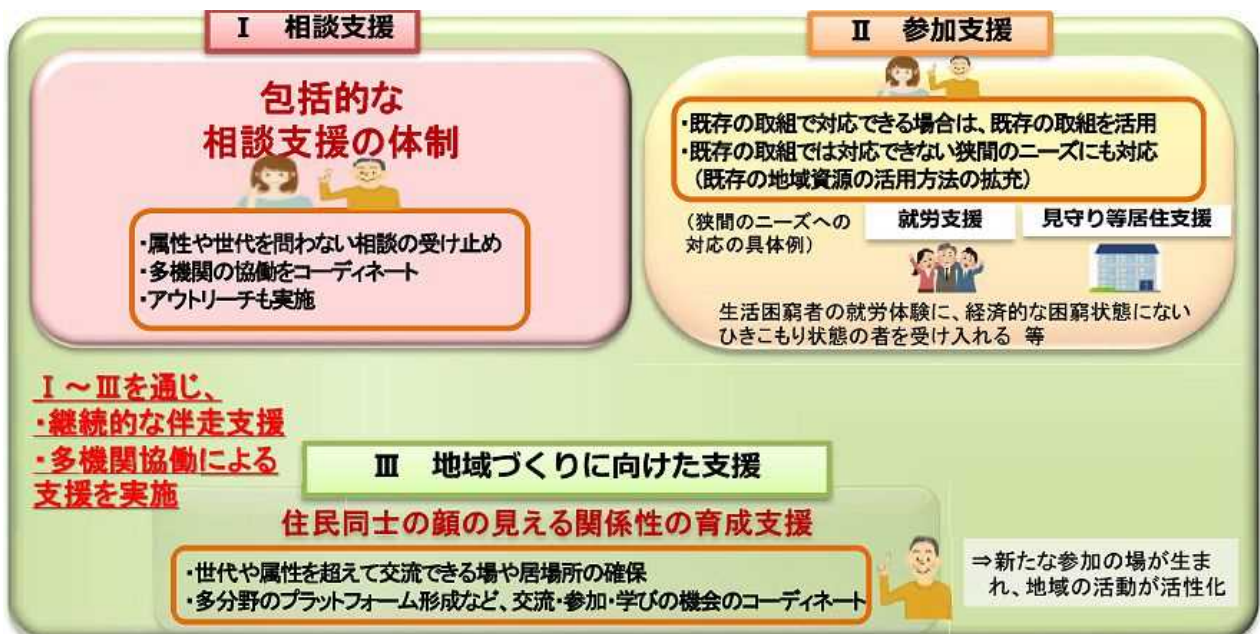 Ⅰ　相談支援
包括的な
相談支援の体制
・属性や世代を問わない相談の受け止め
・多機関の協働をコーディネート
・アウトリーチも実施
Ⅱ　参加支援
・既存の取組で対応できる場合は、既存の取組を活用
・既存の取組では対応できない狭間のニーズにも対応
（既存の地域資源の活用方法の拡充）
（狭間のニーズへの
対応の具体例）
就労支援
見守り等居住支援
生活困窮者の就労体験に、経済的な困窮状態にない
ひきこもり状態の者を受け入れる 等
Ⅰ～Ⅲを通じ、
・継続的な伴走支援
・多機関協働による
支援を実施
Ⅲ　地域づくりに向けた支援
住民同士の顔の見える関係性の育成支援
・世代や属性を超えて交流できる場や居場所の確保
・多分野のプラットフォーム形成など、交流・参加・学びの機会のコーディネート
⇒新たな参加の場が生ま
れ、地域の活動が活性化